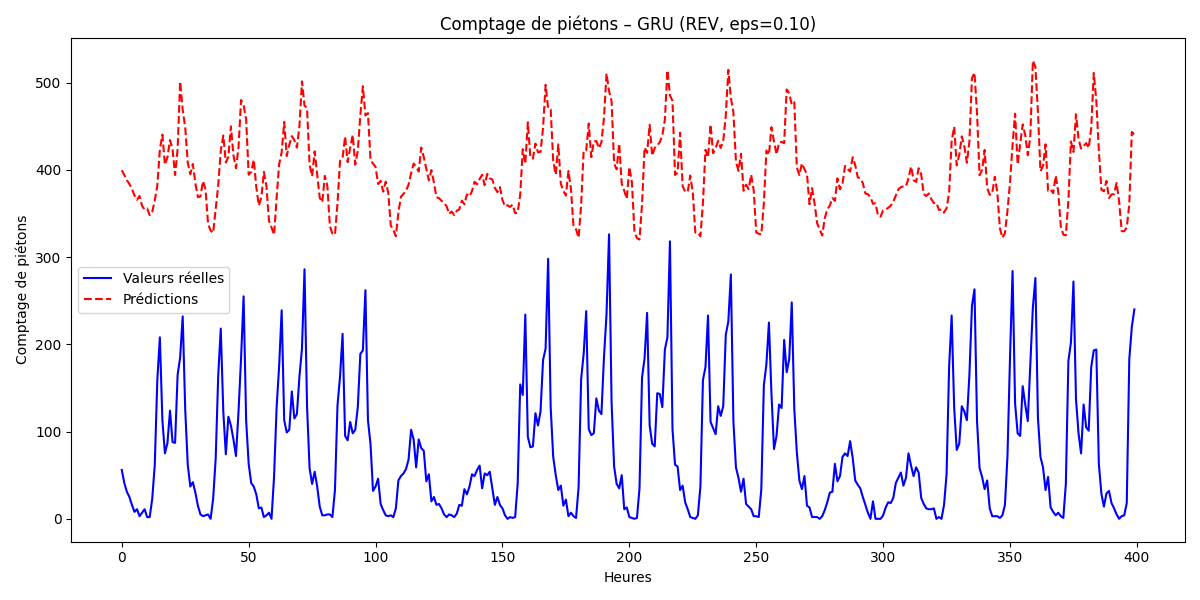 Comptage de piétons – GRU (REV, eps=0.10)
Comptage de piétons
500
400
300
200
100
0
Valeurs réelles
Prédictions
0 50 100 150 200 250 300 350 400
Heures